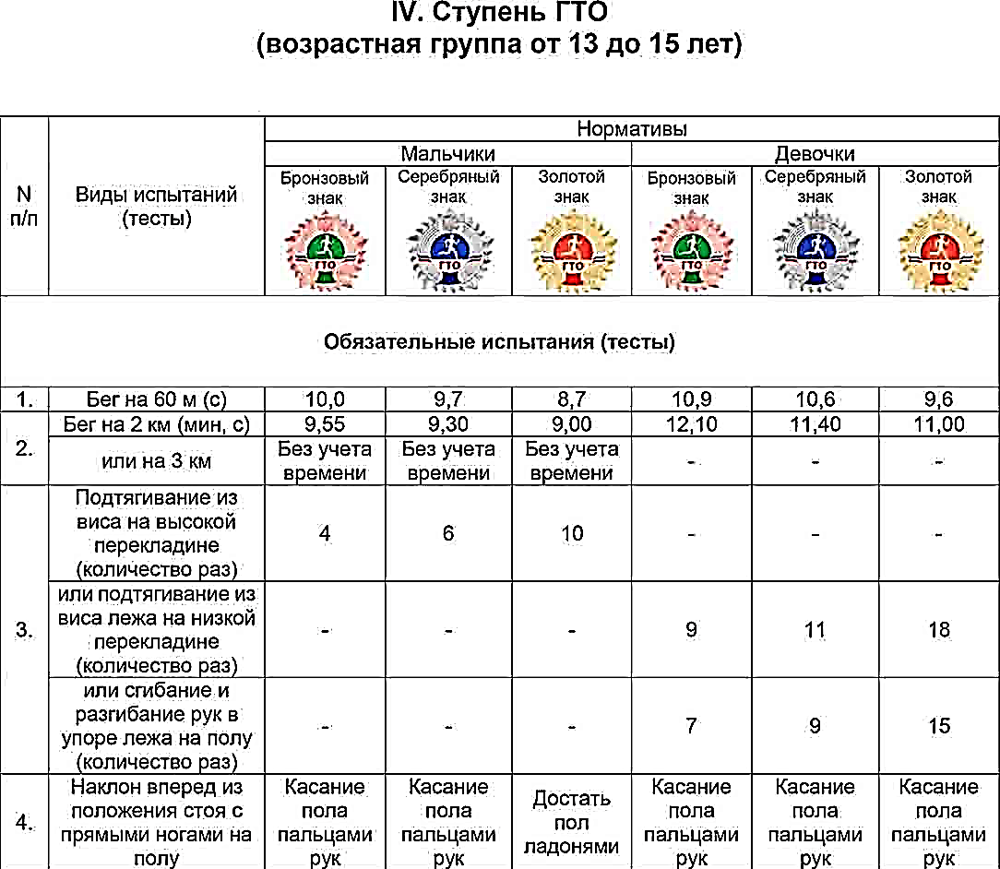 IV. Ступень ГТО
(возрастная группа от 13 до 15 лет)
N п/п
Виды испытаний (тесты)
Нормативы
Мальчики
Девочки
Бронзовый знак
Серебряный знак
Золотой знак
Бронзовый знак
Серебряный знак
Золотой знак
ГТО
ГТО
ГТО
ГТО
ГТО
ГТО
Обязательные испытания (тесты)
1. Бег на 60 м (с) 10,0 9,7 8,7 10,9 10,6 9,6
2. Бег на 2 км (мин, с) 9,55 9,30 9,00 12,10 11,40 11,00
или на 3 км Без учета времени Без учета времени Без учета времени - - -
3. Подтягивание из виса на высокой перекладине (количество раз) 4 6 10 - - -
или подтягивание из виса лежа на низкой перекладине (количество раз) - - - 9 11 18
или сгибание и разгибание рук в упоре лежа на полу (количество раз) - - - 7 9 15
4. Наклон вперед из положения стоя с прямыми ногами на полу Касание пола пальцами рук Касание пола пальцами рук Достать пол ладонями Касание пола пальцами рук Касание пола пальцами рук Касание пола пальцами рук